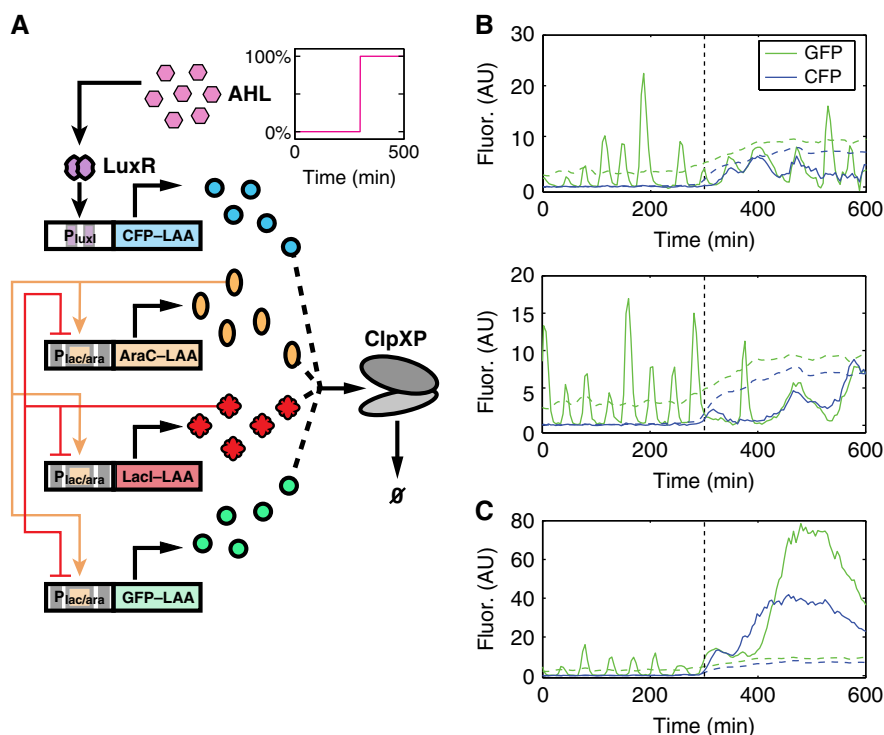 A
AHL
100%
0%
0
500
Time (min)
LuxR
PluxI
CFP–LAA
Plac/ara
AraC–LAA
ClpXP
Plac/ara
LacI–LAA
0
Plac/ara
GFP–LAA
B
GFP
CFP
Fluor. (AU)
30
20
10
0
0
200
400
600
Time (min)
Fluor. (AU)
20
15
10
5
0
0
200
400
600
Time (min)
C
Fluor. (AU)
80
60
40
20
0
0
200
400
600
Time (min)